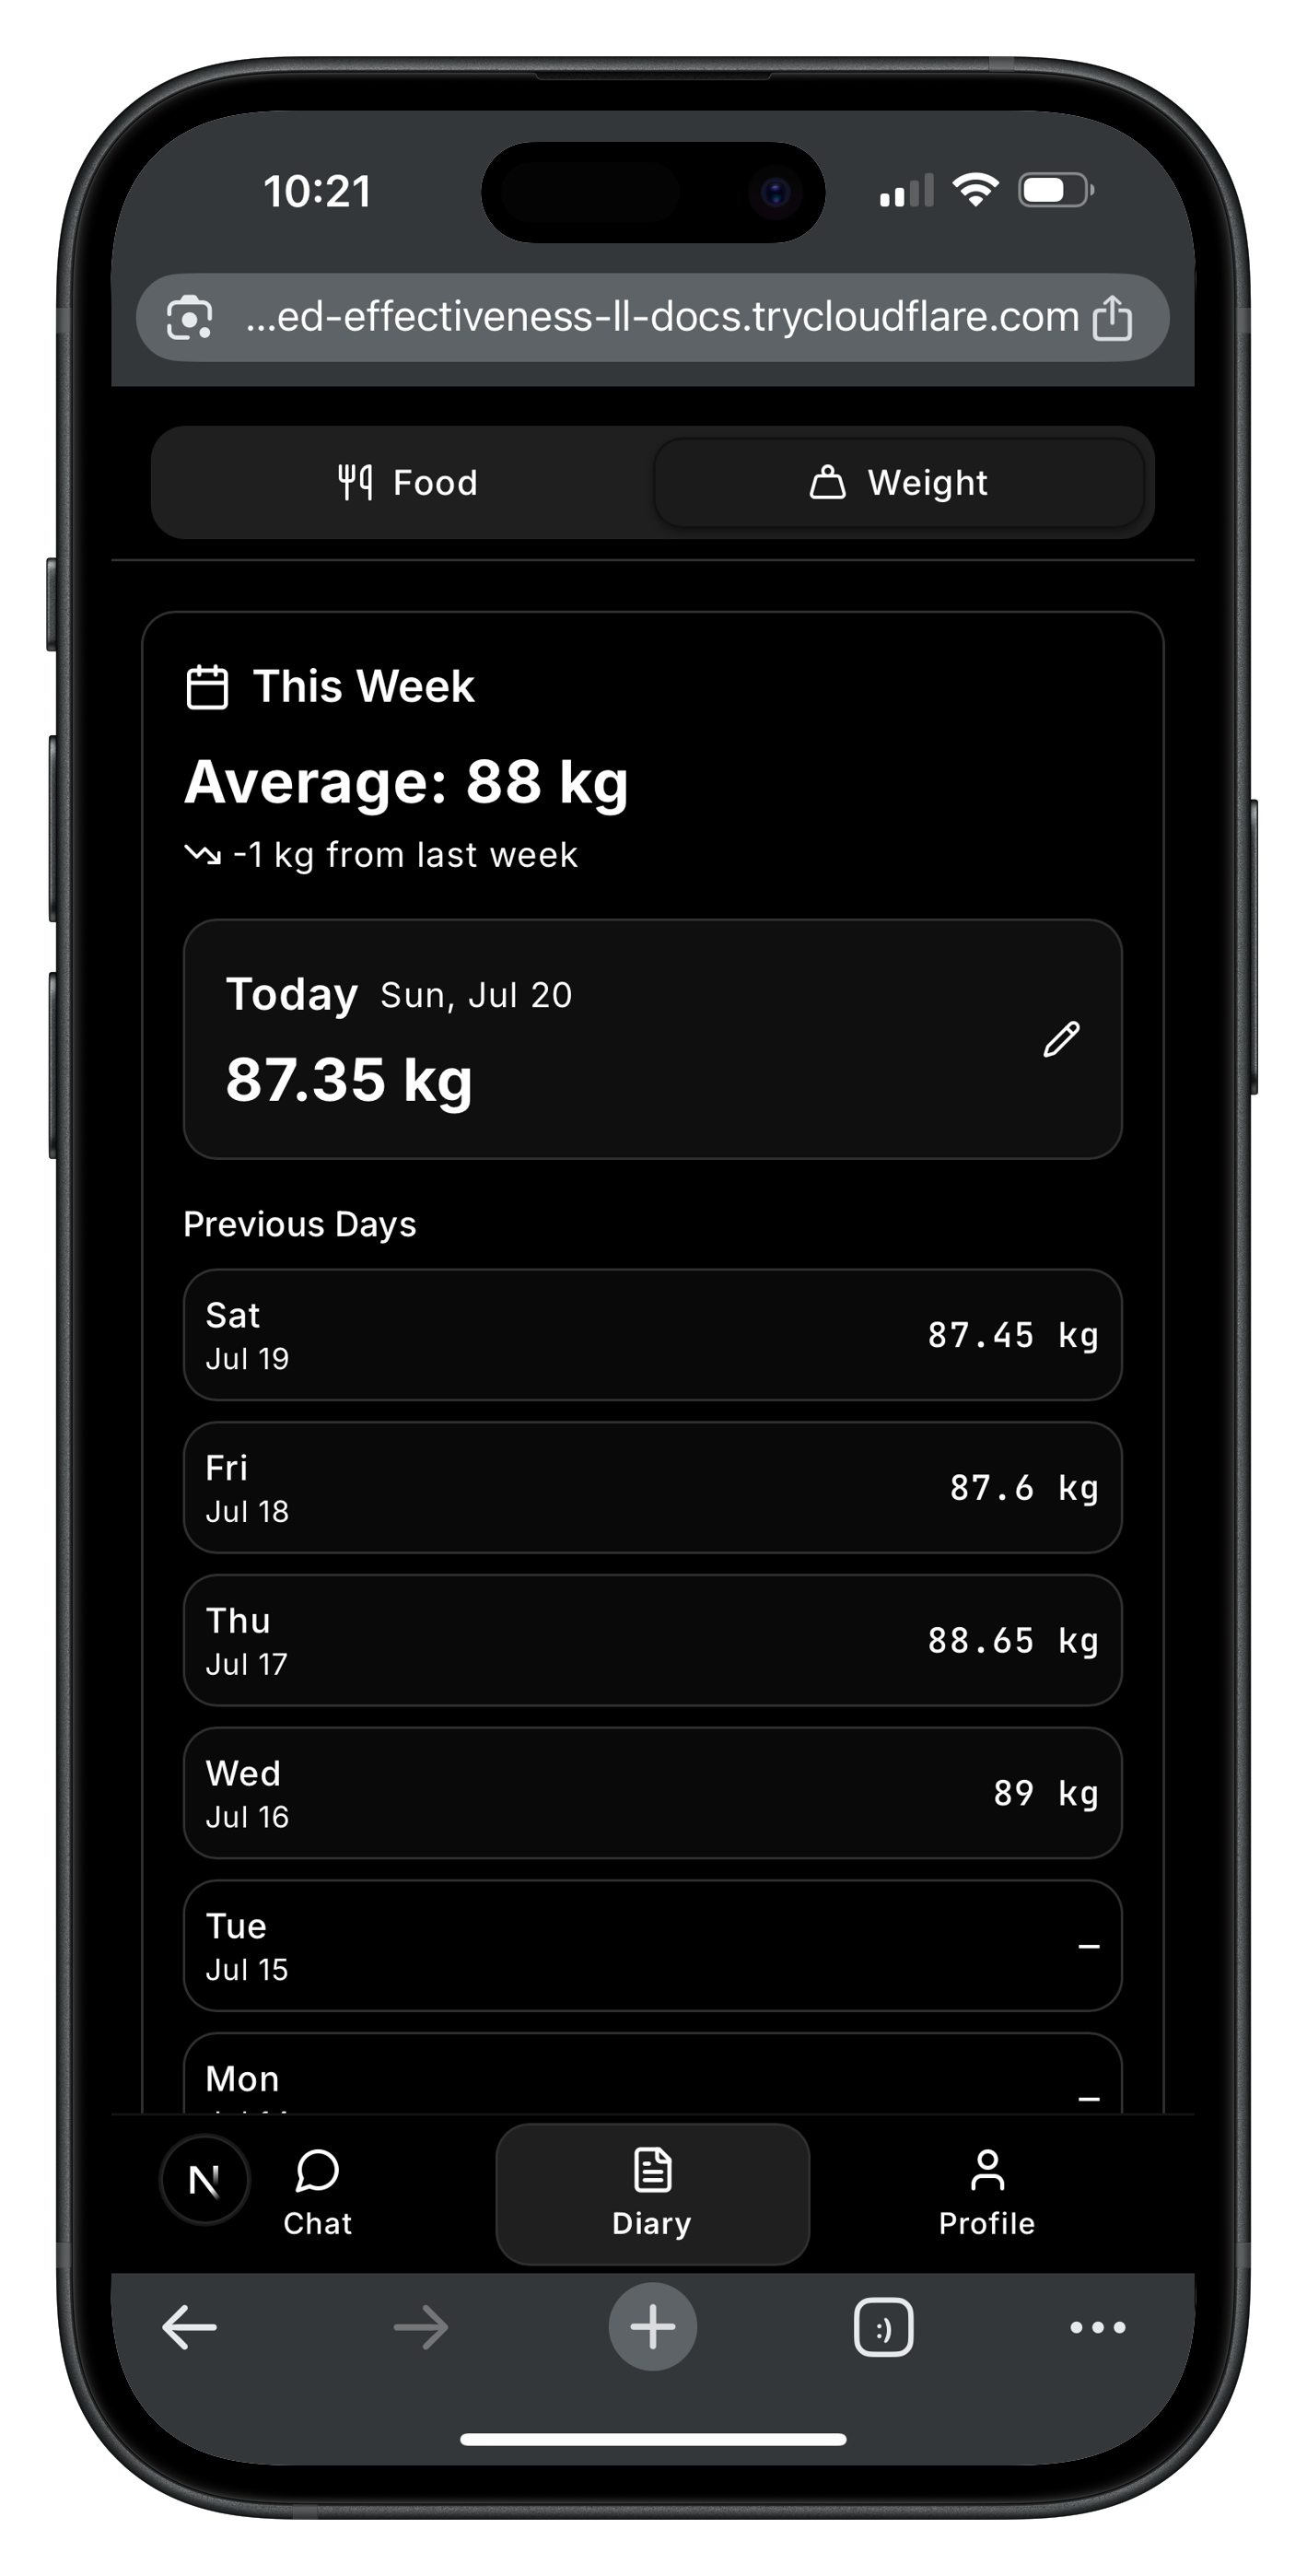 10:21
...ed-effectiveness-ll-docs.trycloudflare.com
Food
Weight
This Week
Average: 88 kg
-1 kg from last week
Today Sun, Jul 20
87.35 kg
Previous Days
Sat
Jul 19
87.45 kg
Fri
Jul 18
87.6 kg
Thu
Jul 17
88.65 kg
Wed
Jul 16
89 kg
Tue
Jul 15
–
Mon
–
N
Chat
Diary
Profile
:)